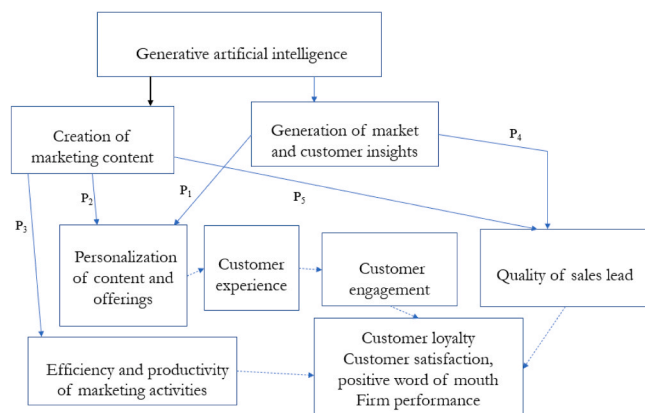 Generative artificial intelligence
Creation of
marketing content
Generation of market
and customer insights
P4
P3
P2
P1
P5
Personalization
of content and
offerings
Customer
experience
Customer
engagement
Quality of sales lead
Efficiency and productivity
of marketing activities
Customer loyalty
Customer satisfaction,
positive word of mouth
Firm performance